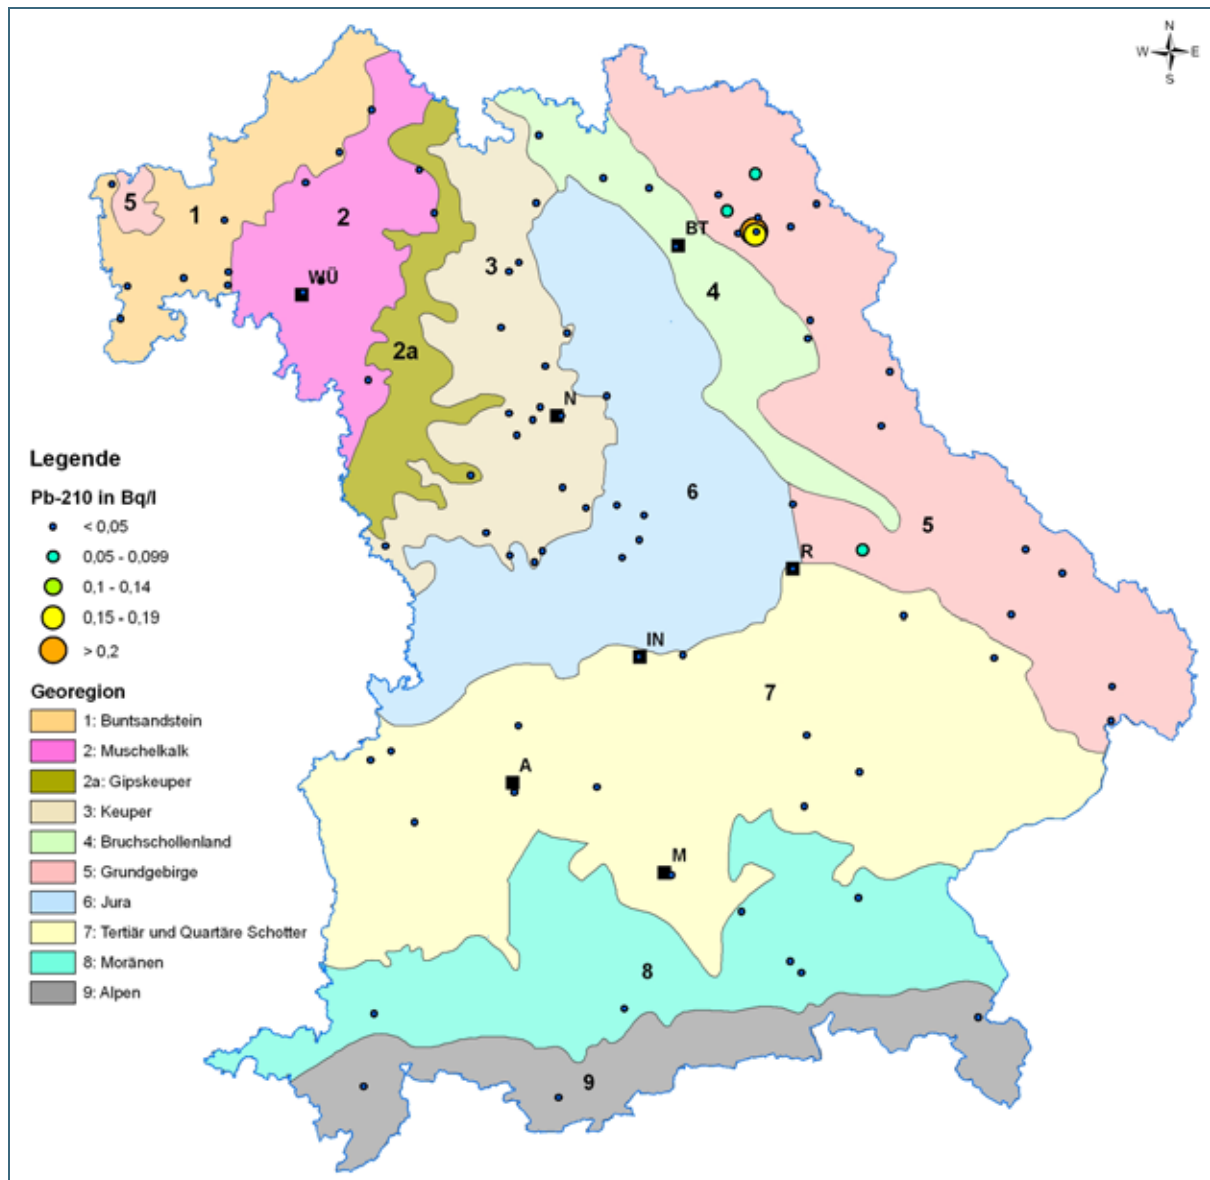 N
W E
S
5
1
2
WÜ
2a
3
BT
4
N
6
5
R
IN
7
A
M
8
9
Legende
Pb-210 in Bq/l
< 0,05
0,05 - 0,099
0,1 - 0,14
0,15 - 0,19
> 0,2
Georegion
1: Buntsandstein
2: Muschelkalk
2a: Gipskeuper
3: Keuper
4: Bruchschollenland
5: Grundgebirge
6: Jura
7: Tertiär und Quartäre Schotter
8: Moränen
9: Alpen